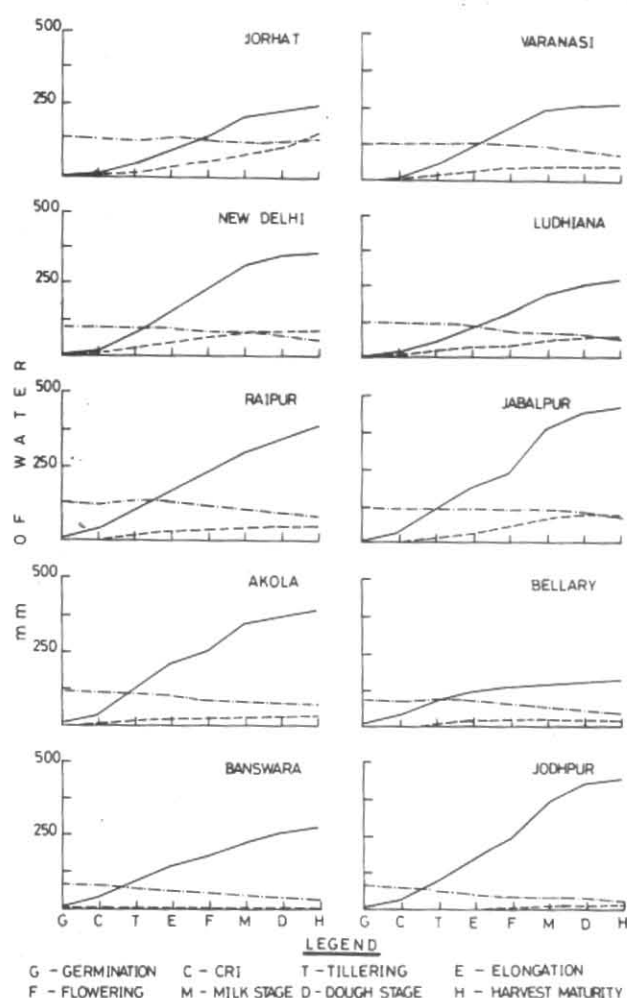 500
250
JORHAT
VARANASI
500
250
NEW DELHI
LUDHIANA
500
250
RAIPUR
JABALPUR
500
250
AKOLA
BELLARY
500
250
BANSWARA
JODHPUR
mm OF WATER
G C T E F M D H
G C T E F M D H
LEGEND
G - GERMINATION C - CRI T - TILLERING E - ELONGATION
F - FLOWERING M - MILK STAGE D - DOUGH STAGE H - HARVEST MATURITY